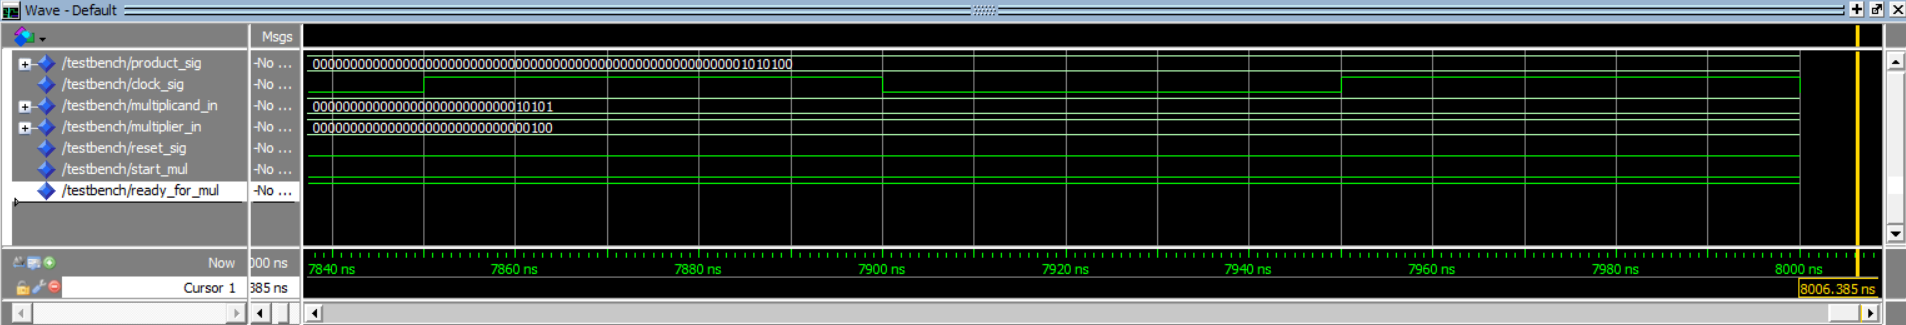 Wave - Default
Msgs
/testbench/product_sig -No ... 0000000000000000000000000000000000000000000000000000000001010100
/testbench/clock_sig -No ...
/testbench/multiplicand_in -No ... 00000000000000000000000000010101
/testbench/multiplier_in -No ... 00000000000000000000000000000100
/testbench/reset_sig -No ...
/testbench/start_mul -No ...
/testbench/ready_for_mul -No ...
Now 000 ns 7840 ns 7860 ns 7880 ns 7900 ns 7920 ns 7940 ns 7960 ns 7980 ns 8000 ns
Cursor 1 385 ns 8006.385 ns